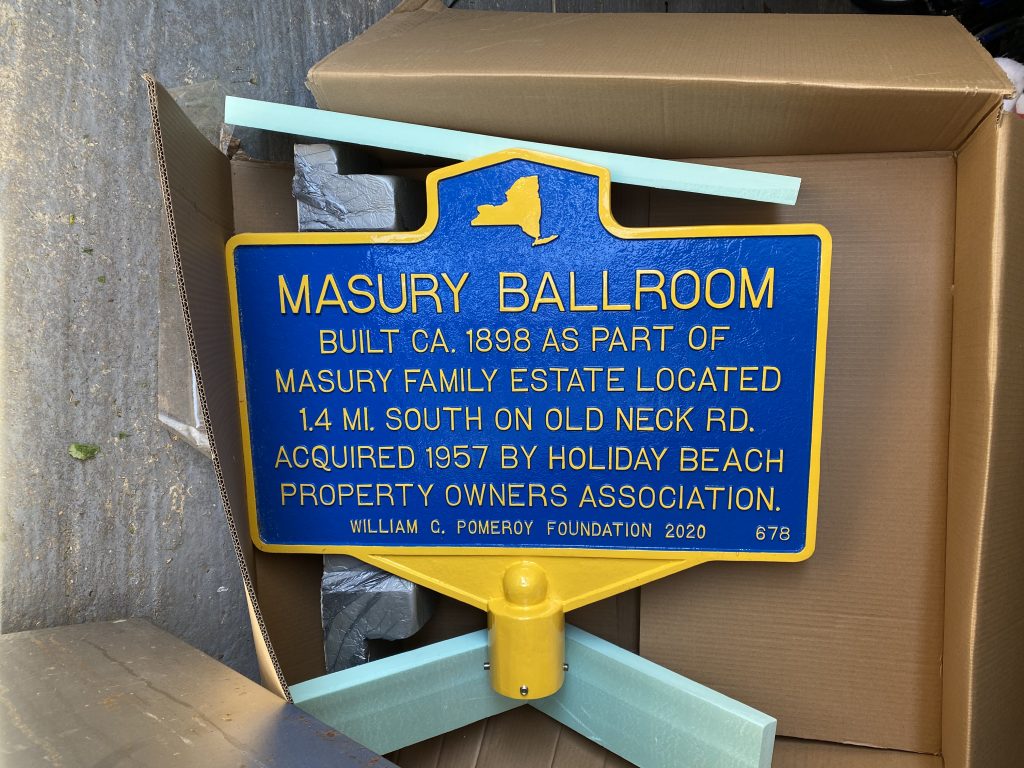 MASURY BALLROOM
BUILT CA. 1898 AS PART OF
MASURY FAMILY ESTATE LOCATED
1.4 MI. SOUTH ON OLD NECK RD.
ACQUIRED 1957 BY HOLIDAY BEACH
PROPERTY OWNERS ASSOCIATION.
WILLIAM G. POMEROY FOUNDATION 2020 678